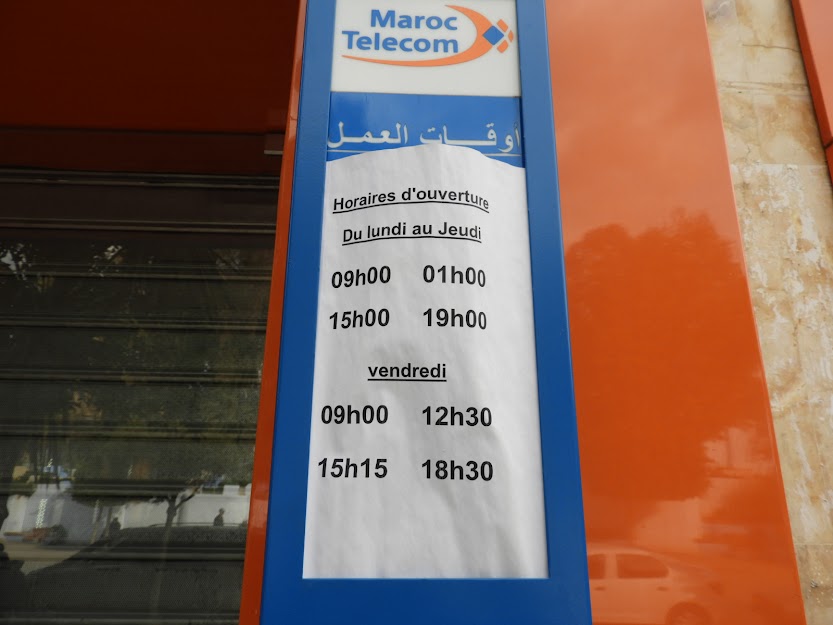 Maroc
Telecom
أوقات العمل
Horaires d'ouverture
Du lundi au Jeudi
09h00 01h00
15h00 19h00
vendredi
09h00 12h30
15h15 18h30